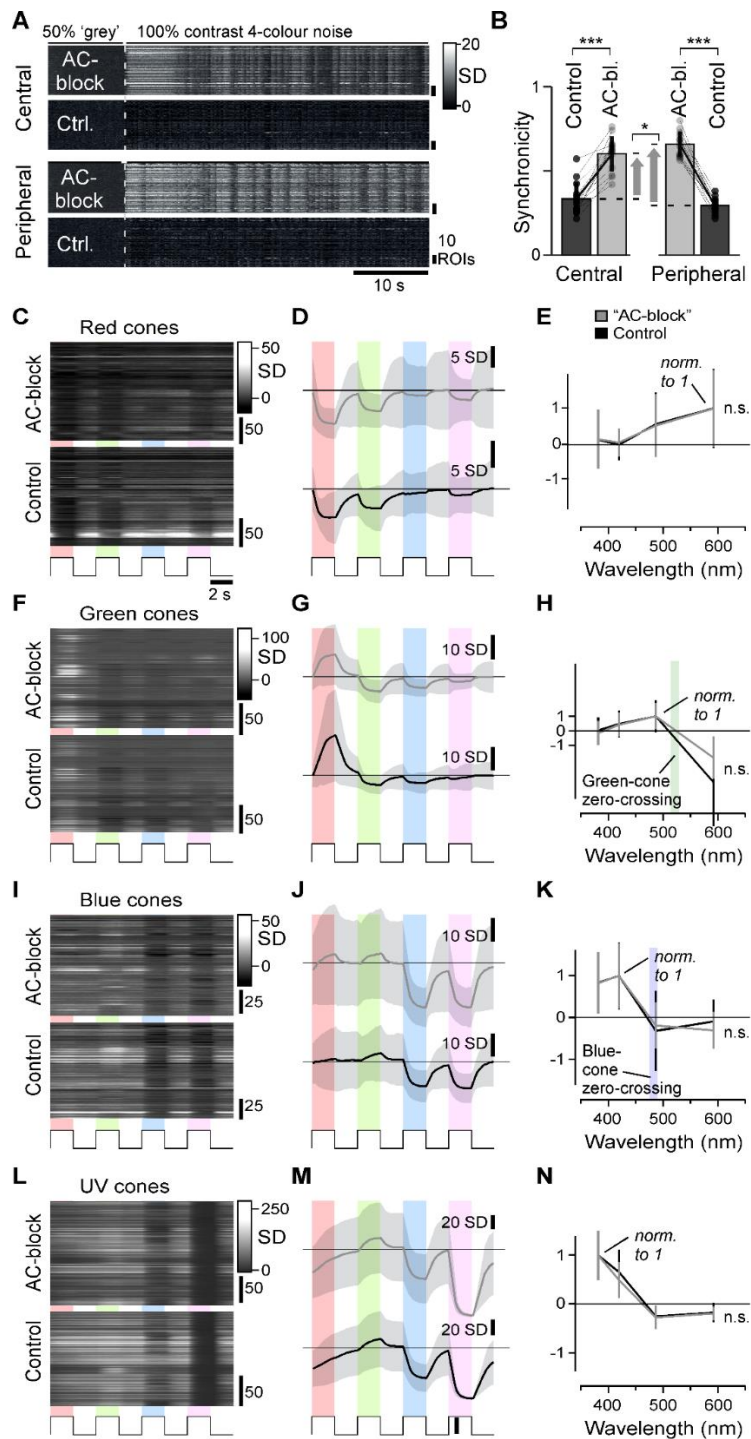 A
50% 'grey' 100% contrast 4-colour noise
Central
AC-block
Ctrl.
Peripheral
AC-block
Ctrl.
20
SD
0
10 ROIs
10 s
B
Synchronicity
1
0
Control
AC-bl.
AC-bl.
Control
***
*
***
Central
Peripheral
C
Red cones
AC-block
Control
50
SD
0
50
50
2 s
D
5 SD
5 SD
E
"AC-block"
Control
norm. to 1
n.s.
1
0
-1
400 500 600
Wavelength (nm)
F
Green cones
AC-block
Control
100
SD
0
50
50
G
10 SD
10 SD
H
norm. to 1
n.s.
1
0
-1
Green-cone zero-crossing
400 500 600
Wavelength (nm)
I
Blue cones
AC-block
Control
50
SD
0
25
25
J
10 SD
10 SD
K
norm. to 1
n.s.
1
0
-1
Blue-cone zero-crossing
400 500 600
Wavelength (nm)
L
UV cones
AC-block
Control
250
SD
0
50
50
M
20 SD
20 SD
N
norm. to 1
n.s.
1
0
-1
400 500 600
Wavelength (nm)